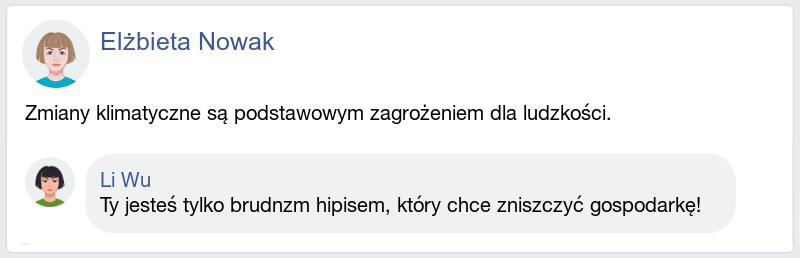 Elżbieta Nowak
Zmiany klimatyczne są podstawowym zagrożeniem dla ludzkości.
Li Wu
Ty jesteś tylko brudnzm hipisem, który chce zniszczyć gospodarkę!